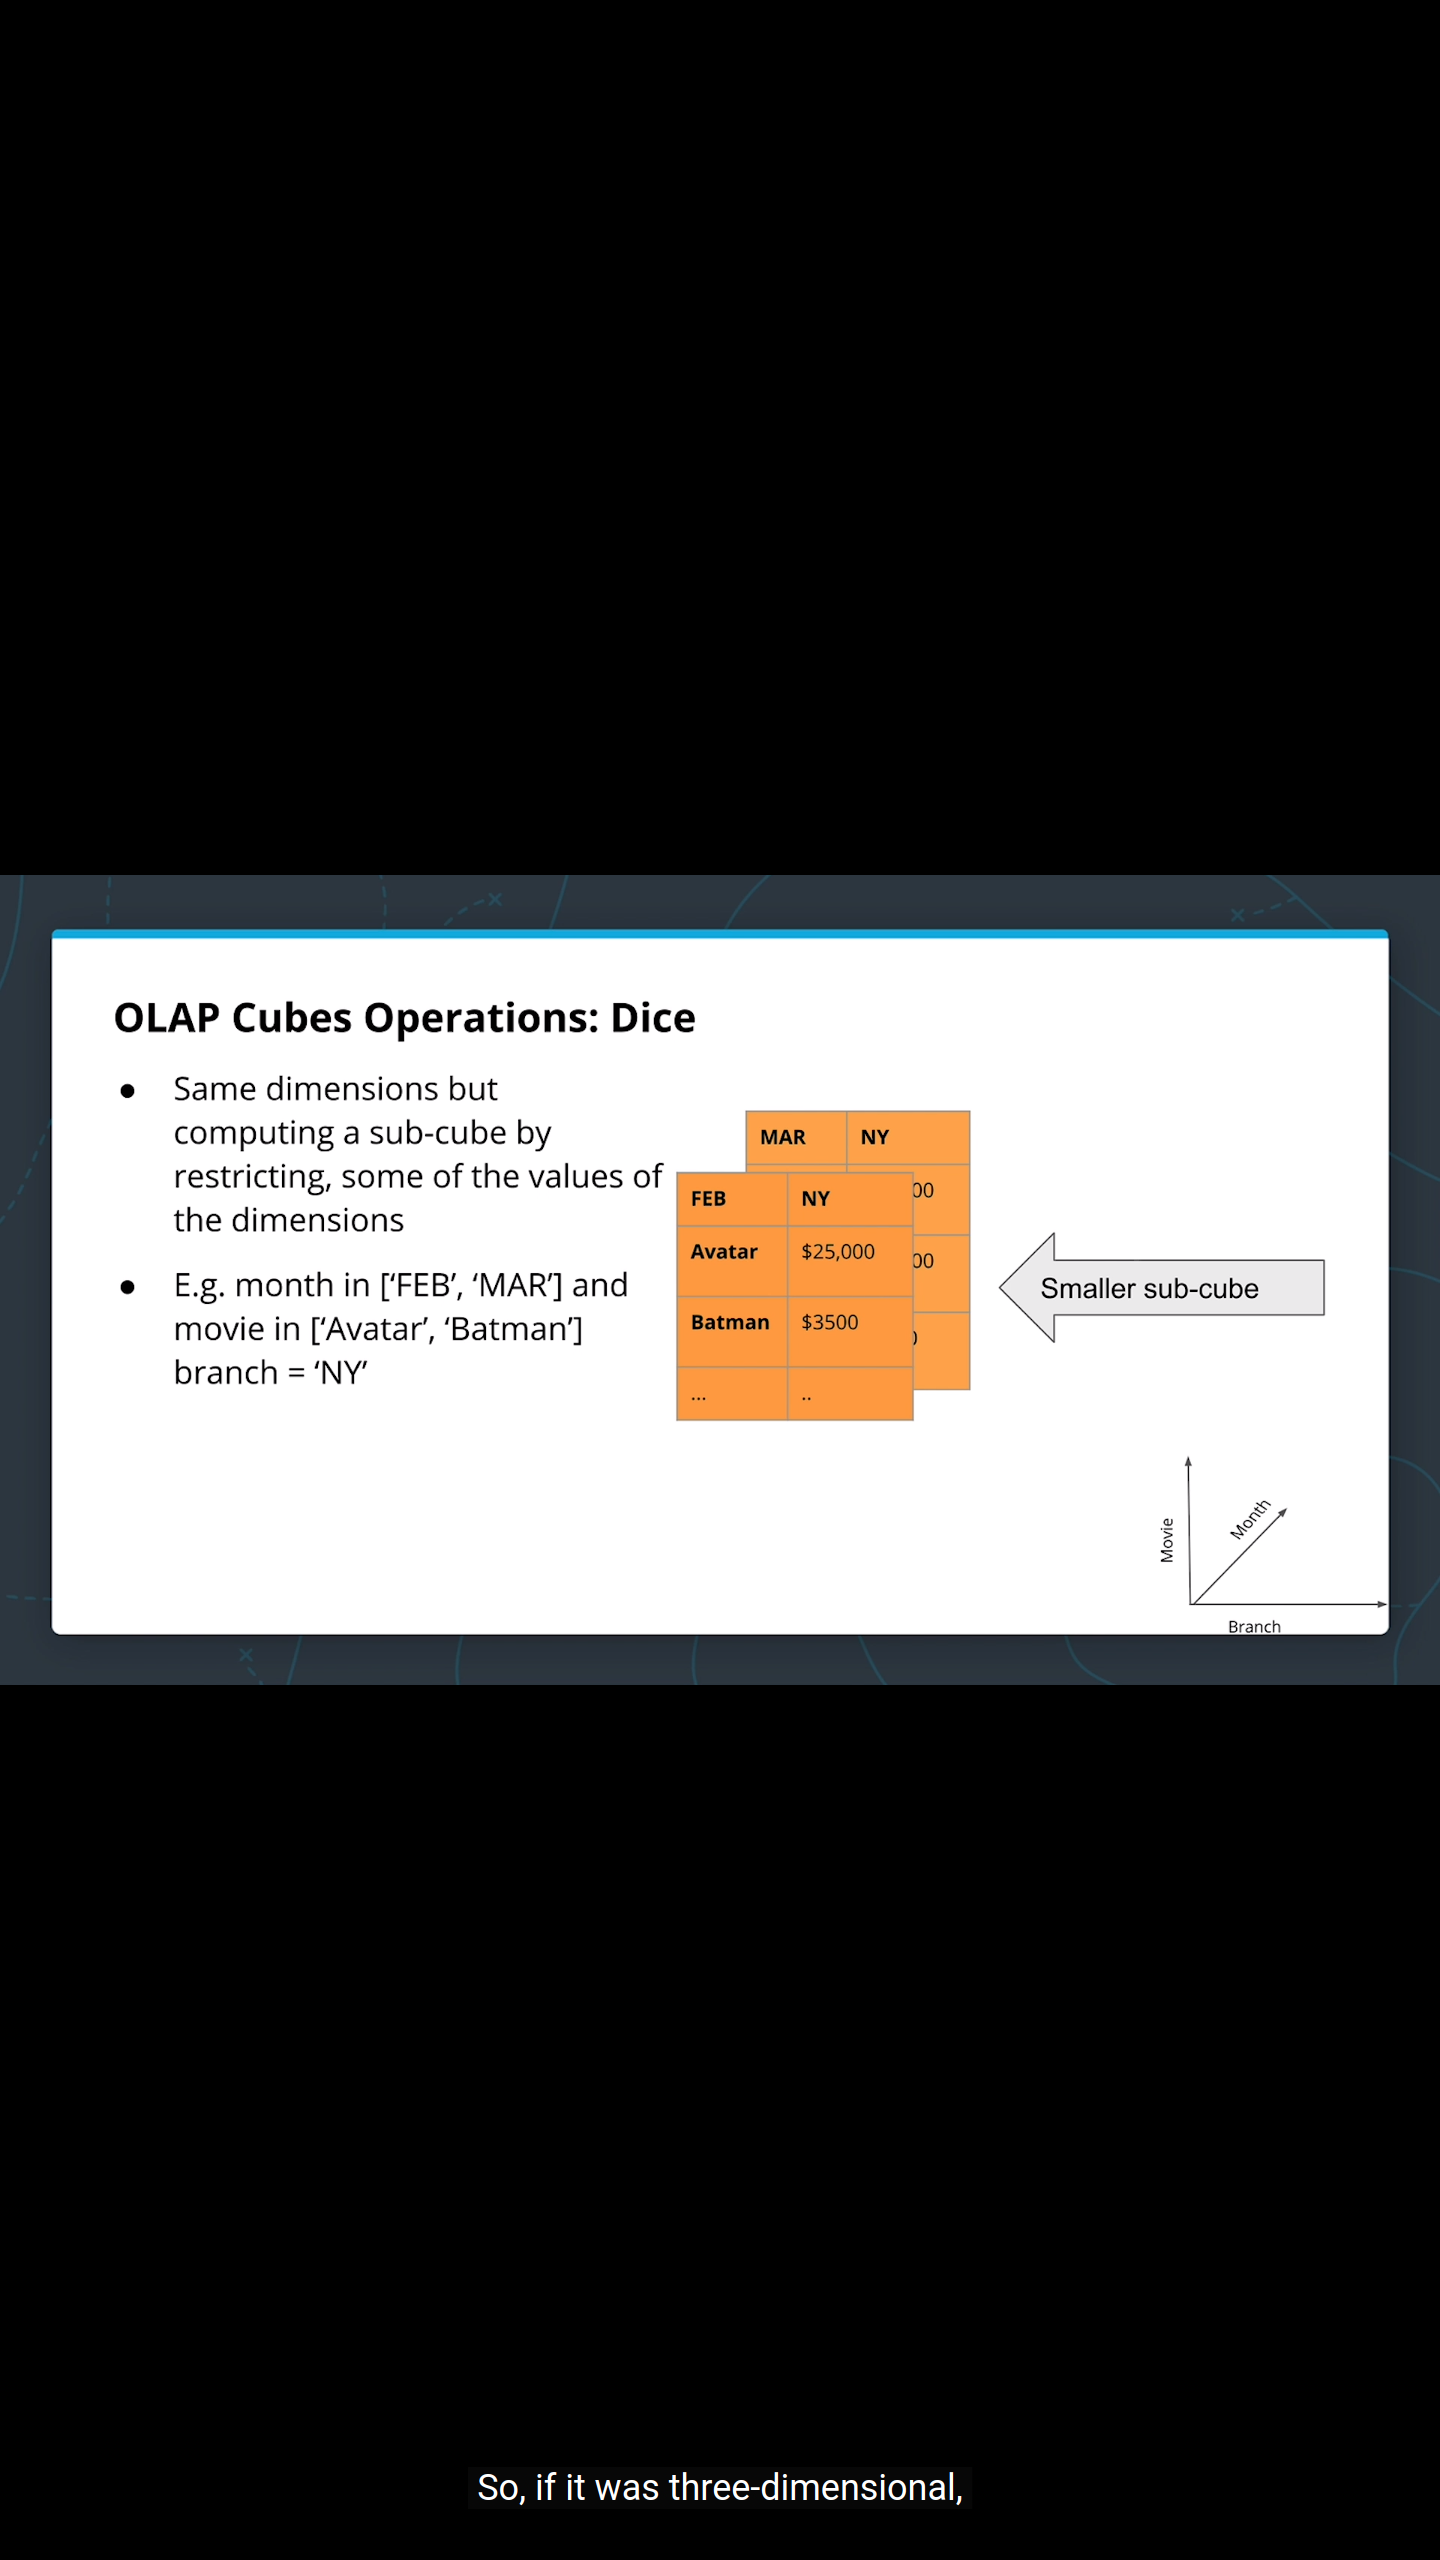 OLAP Cubes Operations: Dice
● Same dimensions but
computing a sub-cube by
restricting, some of the values of
the dimensions
● E.g. month in [‘FEB’, ‘MAR’] and
movie in [‘Avatar’, ‘Batman’]
branch = ‘NY’
MAR NY
00
00
)
FEB NY
Avatar $25,000
Batman $3500
... ..
Smaller sub-cube
Movie
Month
Branch
So, if it was three-dimensional,